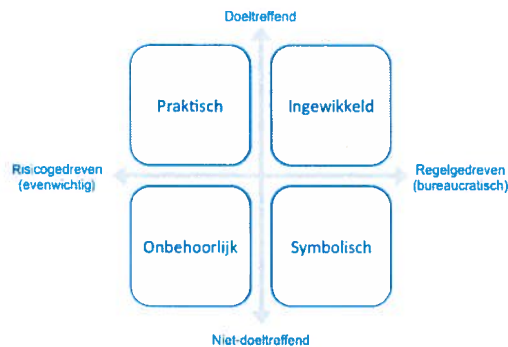 Doeltreffend
Praktisch
Ingewikkeld
Risicogedreven
(evenwichtig)
Regelgedreven
(bureaucratisch)
Onbehoorlijk
Symbolisch
Niet-doeltreffend